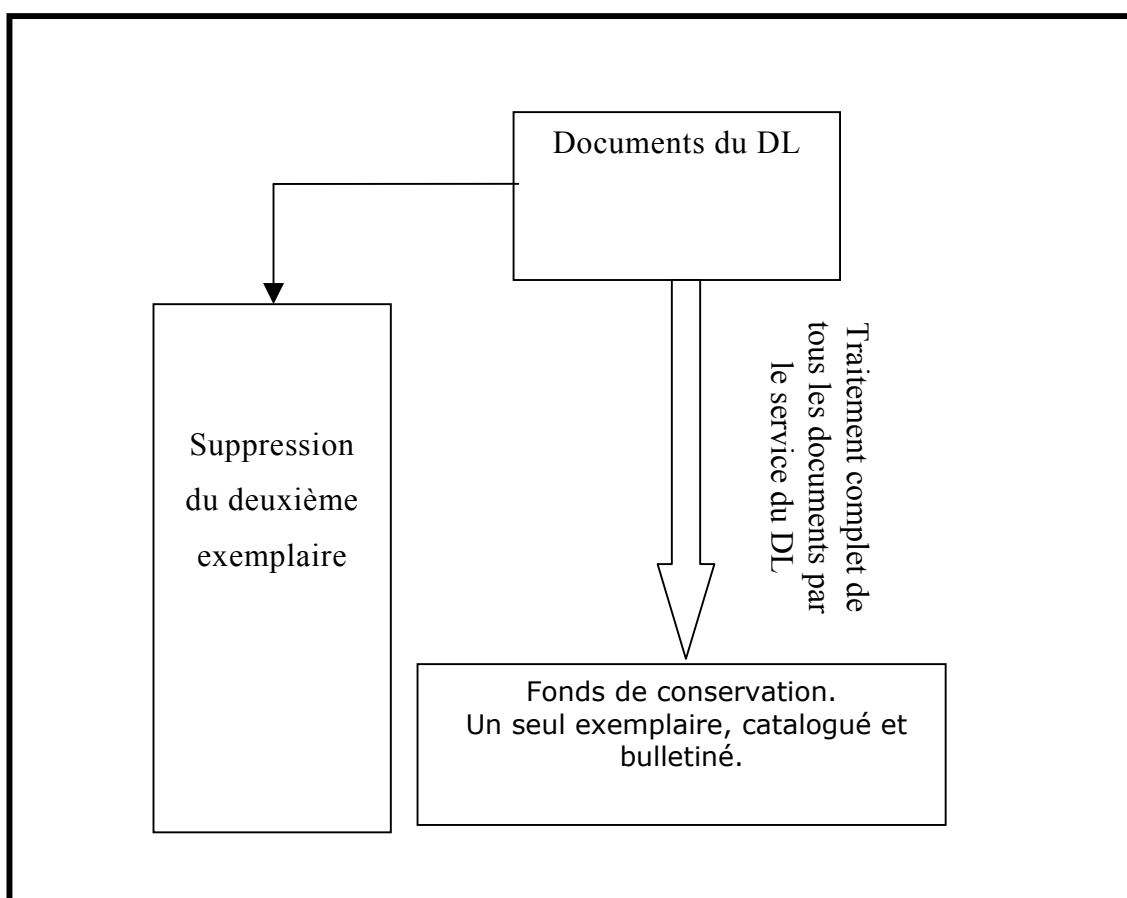 Documents du DL
Suppression
du deuxième
exemplaire
Traitement complet de
tous les documents par
le service du DL
Fonds de conservation.
Un seul exemplaire, catalogué et
bulletiné.